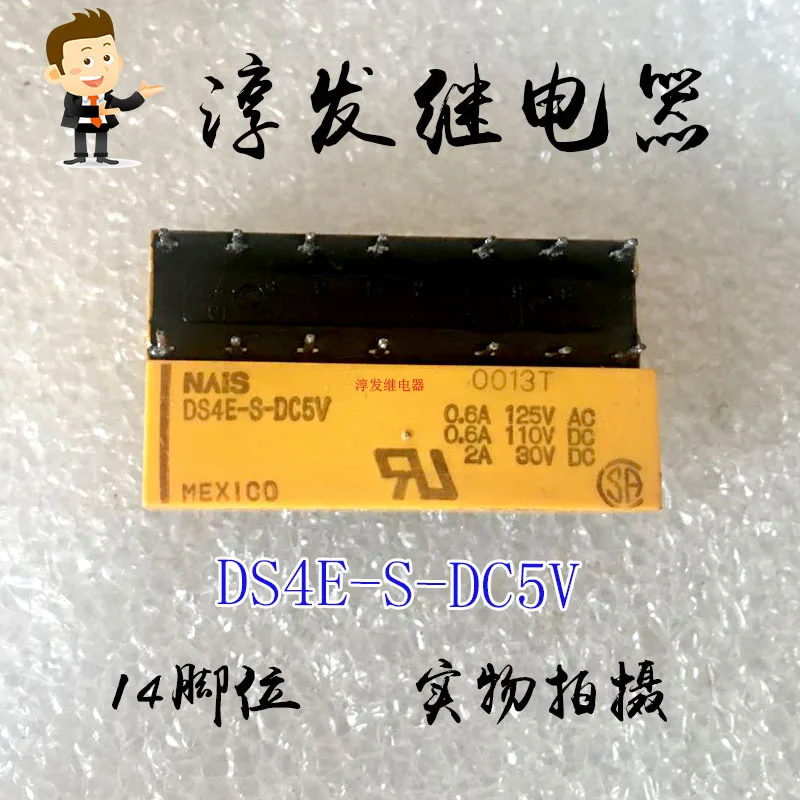 淳发继电器
NAIS
淳发继电器
0013T
DS4E-S-DC5V
0.6A 125V AC
0.6A 110V DC
2A 30V DC
MEXICO
DS4E-S-DC5V
14脚位 实物拍摄